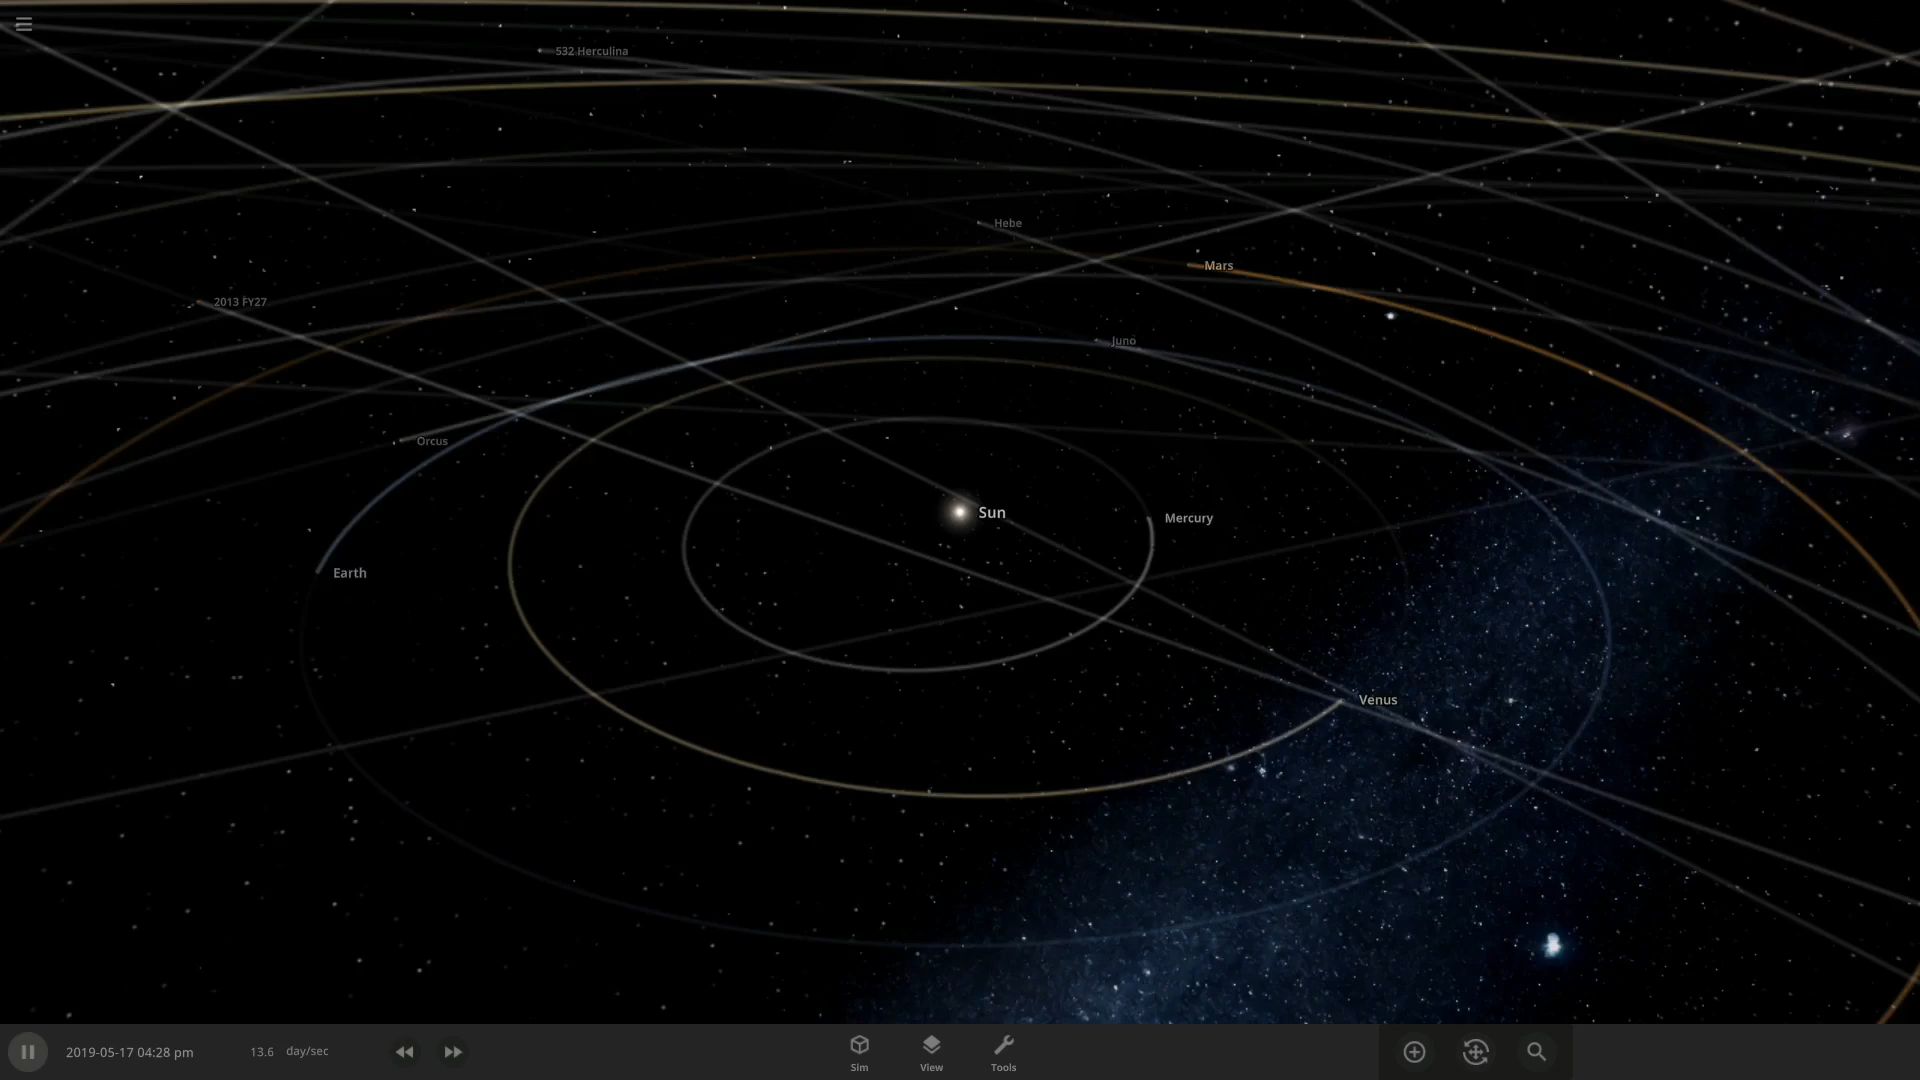 532 Herculina
Hebe
Mars
2013 FY27
Juno
Orcus
Sun
Mercury
Earth
Venus
2019-05-17 04:28 pm
13.6 day/sec
Sim
View
Tools